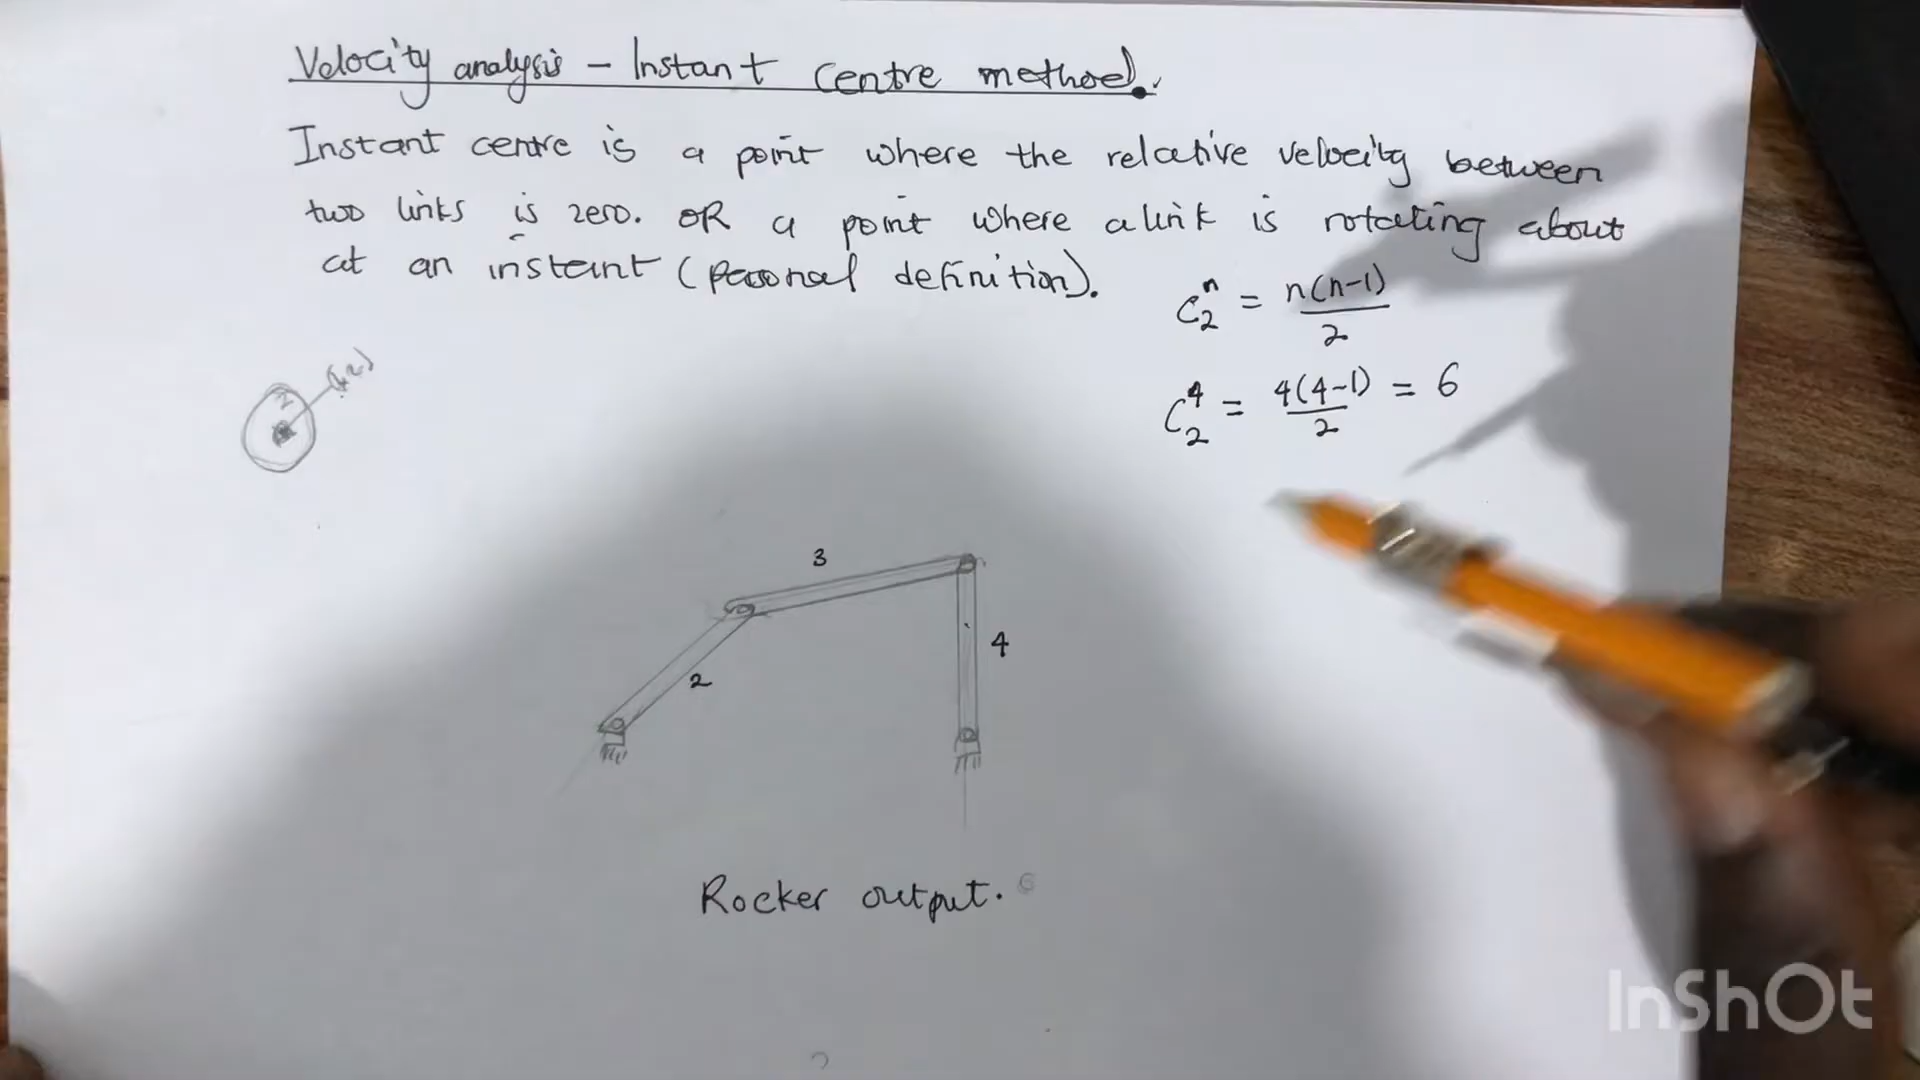 Velocity analysis - Instant Centre method.
Instant centre is a point where the relative velocity between
two links is zero. OR a point where a link is rotating about
at an instant (personal definition).
C₂ⁿ = n(n-1)/2
C₂⁴ = 4(4-1)/2 = 6
2
3
4
2
Rocker output.
InShOt